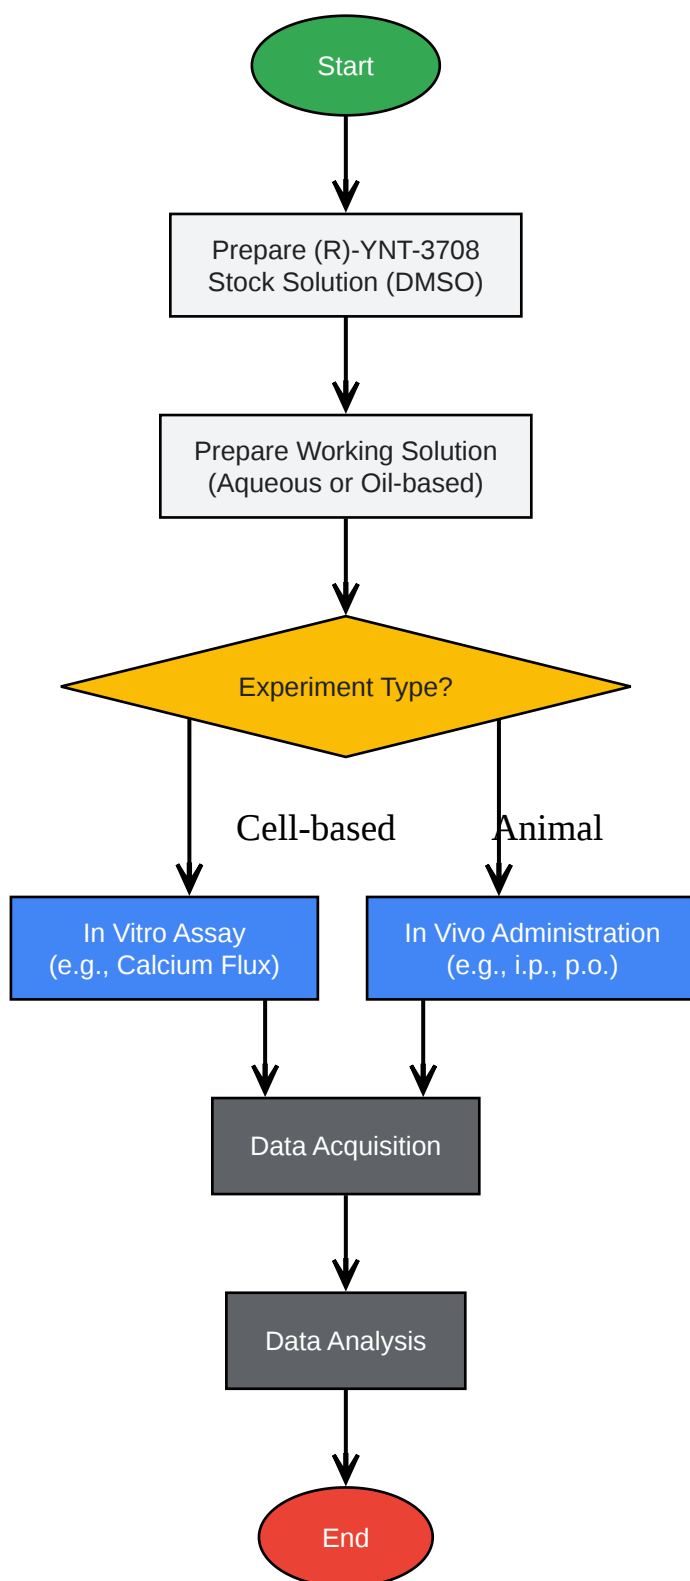 Start
Prepare (R)-YNT-3708
Stock Solution (DMSO)
Prepare Working Solution
(Aqueous or Oil-based)
Experiment Type?
Cell-based
Animal
In Vitro Assay
(e.g., Calcium Flux)
In Vivo Administration
(e.g., i.p., p.o.)
Data Acquisition
Data Analysis
End